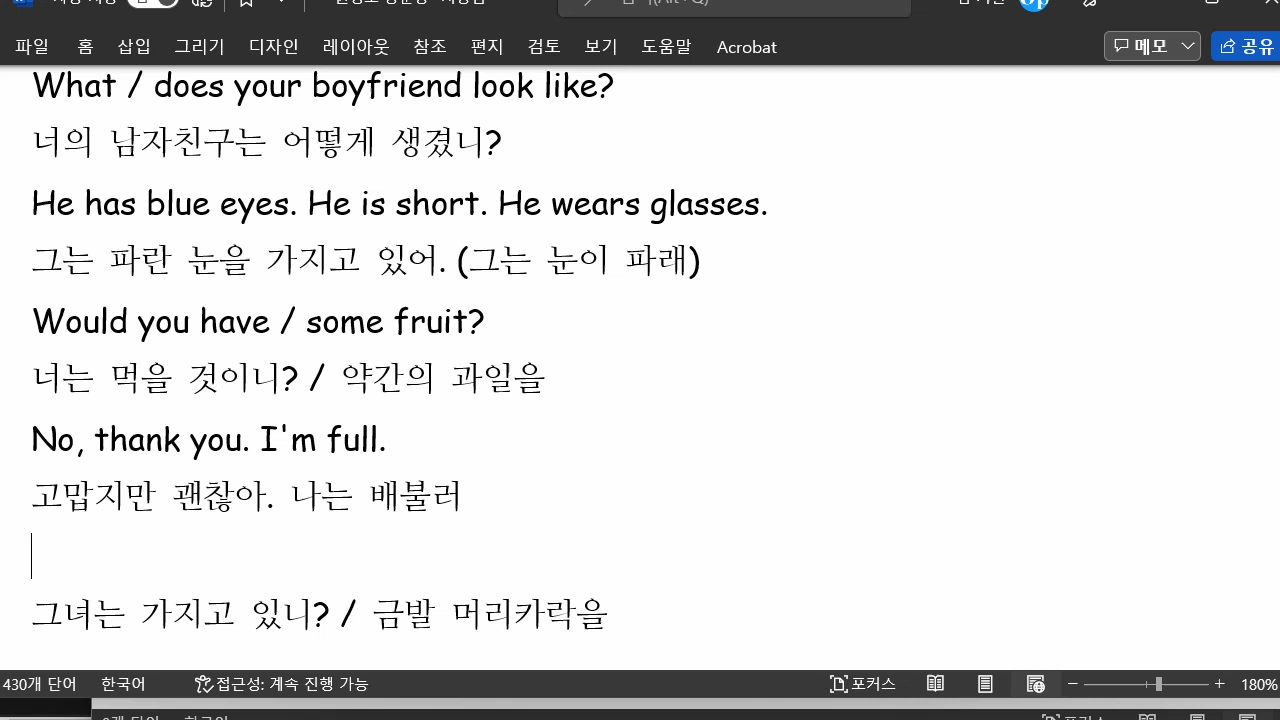 파일 홈 삽입 그리기 디자인 레이아웃 참조 편지 검토 보기 도움말 Acrobat 메모 공유
What / does your boyfriend look like?
너의 남자친구는 어떻게 생겼니?
He has blue eyes. He is short. He wears glasses.
그는 파란 눈을 가지고 있어. (그는 눈이 파래)
Would you have / some fruit?
너는 먹을 것이니? / 약간의 과일을
No, thank you. I'm full.
고맙지만 괜찮아. 나는 배불러
그녀는 가지고 있니? / 금발 머리카락을
430개 단어 한국어 접근성: 계속 진행 가능 포커스 180%